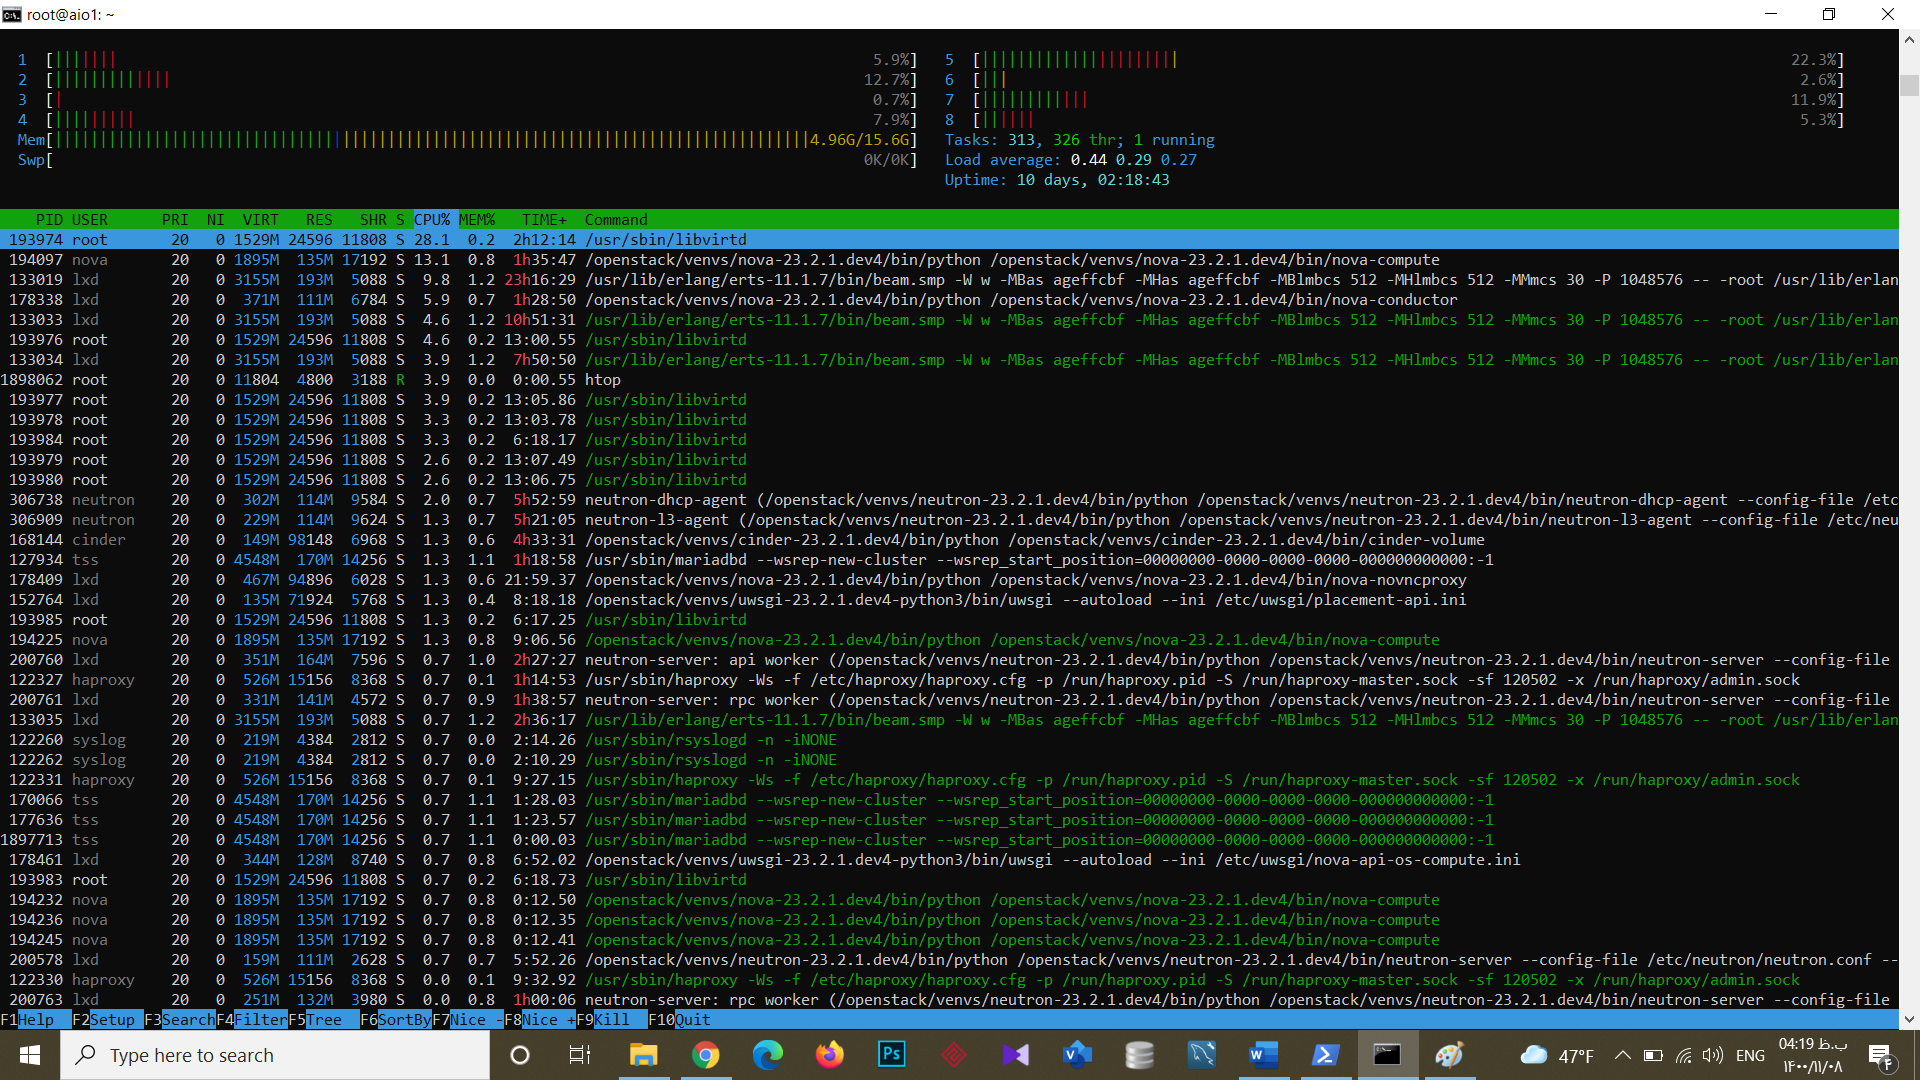 root@aio1: ~
1 [||||||| 5.9%] 5 [|||||||||||||||||||||| 22.3%]
2 [||||||||||||| 12.7%] 6 [||| 2.6%]
3 [| 0.7%] 7 [|||||||||||| 11.9%]
4 [||||||||| 7.9%] 8 [|||||| 5.3%]
Mem[||||||||||||||||||||||||||||||||||||||||||||||||||||||||||||||||||||||||||||||||||||4.96G/15.6G] Tasks: 313, 326 thr; 1 running
Swp[ 0K/0K] Load average: 0.44 0.29 0.27
Uptime: 10 days, 02:18:43
PID USER PRI NI VIRT RES SHR S CPU% MEM% TIME+ Command
193974 root 20 0 1529M 24596 11808 S 28.1 0.2 2h12:14 /usr/sbin/libvirtd
194097 nova 20 0 1895M 135M 17192 S 13.1 0.8 1h35:47 /openstack/venvs/nova-23.2.1.dev4/bin/python /openstack/venvs/nova-23.2.1.dev4/bin/nova-compute
133019 lxd 20 0 3155M 193M 5088 S 9.8 1.2 23h16:29 /usr/lib/erlang/erts-11.1.7/bin/beam.smp -W w -MBas ageffcbf -MHas ageffcbf -MBlmbcs 512 -MHlmbcs 512 -MMmcs 30 -P 1048576 -- -root /usr/lib/erlan
178338 lxd 20 0 371M 111M 6784 S 5.9 0.7 1h28:50 /openstack/venvs/nova-23.2.1.dev4/bin/python /openstack/venvs/nova-23.2.1.dev4/bin/nova-conductor
133033 lxd 20 0 3155M 193M 5088 S 4.6 1.2 10h51:31 /usr/lib/erlang/erts-11.1.7/bin/beam.smp -W w -MBas ageffcbf -MHas ageffcbf -MBlmbcs 512 -MHlmbcs 512 -MMmcs 30 -P 1048576 -- -root /usr/lib/erlan
193976 root 20 0 1529M 24596 11808 S 4.6 0.2 13:00.55 /usr/sbin/libvirtd
133034 lxd 20 0 3155M 193M 5088 S 3.9 1.2 7h50:50 /usr/lib/erlang/erts-11.1.7/bin/beam.smp -W w -MBas ageffcbf -MHas ageffcbf -MBlmbcs 512 -MHlmbcs 512 -MMmcs 30 -P 1048576 -- -root /usr/lib/erlan
1898062 root 20 0 11804 4800 3188 R 3.9 0.0 0:00.55 htop
193977 root 20 0 1529M 24596 11808 S 3.9 0.2 13:05.86 /usr/sbin/libvirtd
193978 root 20 0 1529M 24596 11808 S 3.3 0.2 13:03.78 /usr/sbin/libvirtd
193984 root 20 0 1529M 24596 11808 S 3.3 0.2 6:18.17 /usr/sbin/libvirtd
193979 root 20 0 1529M 24596 11808 S 2.6 0.2 13:07.49 /usr/sbin/libvirtd
193980 root 20 0 1529M 24596 11808 S 2.6 0.2 13:06.75 /usr/sbin/libvirtd
306738 neutron 20 0 302M 114M 9584 S 2.0 0.7 5h52:59 neutron-dhcp-agent (/openstack/venvs/neutron-23.2.1.dev4/bin/python /openstack/venvs/neutron-23.2.1.dev4/bin/neutron-dhcp-agent --config-file /etc
306909 neutron 20 0 229M 114M 9624 S 1.3 0.7 5h21:05 neutron-l3-agent (/openstack/venvs/neutron-23.2.1.dev4/bin/python /openstack/venvs/neutron-23.2.1.dev4/bin/neutron-l3-agent --config-file /etc/neu
168144 cinder 20 0 149M 98148 6968 S 1.3 0.6 4h33:31 /openstack/venvs/cinder-23.2.1.dev4/bin/python /openstack/venvs/cinder-23.2.1.dev4/bin/cinder-volume
127934 tss 20 0 4548M 170M 14256 S 1.3 1.1 1h18:58 /usr/sbin/mariadbd --wsrep-new-cluster --wsrep_start_position=00000000-0000-0000-0000-000000000000:-1
178409 lxd 20 0 467M 94896 6028 S 1.3 0.6 21:59.37 /openstack/venvs/nova-23.2.1.dev4/bin/python /openstack/venvs/nova-23.2.1.dev4/bin/nova-novncproxy
152764 lxd 20 0 135M 71924 5768 S 1.3 0.4 8:18.18 /openstack/venvs/uwsgi-23.2.1.dev4-python3/bin/uwsgi --autoload --ini /etc/uwsgi/placement-api.ini
193985 root 20 0 1529M 24596 11808 S 1.3 0.2 6:17.25 /usr/sbin/libvirtd
194225 nova 20 0 1895M 135M 17192 S 1.3 0.8 9:06.56 /openstack/venvs/nova-23.2.1.dev4/bin/python /openstack/venvs/nova-23.2.1.dev4/bin/nova-compute
200760 lxd 20 0 351M 164M 7596 S 0.7 1.0 2h27:27 neutron-server: api worker (/openstack/venvs/neutron-23.2.1.dev4/bin/python /openstack/venvs/neutron-23.2.1.dev4/bin/neutron-server --config-file
122327 haproxy 20 0 526M 15156 8368 S 0.7 0.1 1h14:53 /usr/sbin/haproxy -Ws -f /etc/haproxy/haproxy.cfg -p /run/haproxy.pid -S /run/haproxy-master.sock -sf 120502 -x /run/haproxy/admin.sock
200761 lxd 20 0 331M 141M 4572 S 0.7 0.9 1h38:57 neutron-server: rpc worker (/openstack/venvs/neutron-23.2.1.dev4/bin/python /openstack/venvs/neutron-23.2.1.dev4/bin/neutron-server --config-file
133035 lxd 20 0 3155M 193M 5088 S 0.7 1.2 2h36:17 /usr/lib/erlang/erts-11.1.7/bin/beam.smp -W w -MBas ageffcbf -MHas ageffcbf -MBlmbcs 512 -MHlmbcs 512 -MMmcs 30 -P 1048576 -- -root /usr/lib/erlan
122260 syslog 20 0 219M 4384 2812 S 0.7 0.0 2:14.26 /usr/sbin/rsyslogd -n -iNONE
122262 syslog 20 0 219M 4384 2812 S 0.7 0.0 2:10.29 /usr/sbin/rsyslogd -n -iNONE
122331 haproxy 20 0 526M 15156 8368 S 0.7 0.1 9:27.15 /usr/sbin/haproxy -Ws -f /etc/haproxy/haproxy.cfg -p /run/haproxy.pid -S /run/haproxy-master.sock -sf 120502 -x /run/haproxy/admin.sock
170066 tss 20 0 4548M 170M 14256 S 0.7 1.1 1:28.03 /usr/sbin/mariadbd --wsrep-new-cluster --wsrep_start_position=00000000-0000-0000-0000-000000000000:-1
177636 tss 20 0 4548M 170M 14256 S 0.7 1.1 1:23.57 /usr/sbin/mariadbd --wsrep-new-cluster --wsrep_start_position=00000000-0000-0000-0000-000000000000:-1
1897713 tss 20 0 4548M 170M 14256 S 0.7 1.1 0:00.03 /usr/sbin/mariadbd --wsrep-new-cluster --wsrep_start_position=00000000-0000-0000-0000-000000000000:-1
178461 lxd 20 0 344M 128M 8740 S 0.7 0.8 6:52.02 /openstack/venvs/uwsgi-23.2.1.dev4-python3/bin/uwsgi --autoload --ini /etc/uwsgi/nova-api-os-compute.ini
193983 root 20 0 1529M 24596 11808 S 0.7 0.2 6:18.73 /usr/sbin/libvirtd
194232 nova 20 0 1895M 135M 17192 S 0.7 0.8 0:12.50 /openstack/venvs/nova-23.2.1.dev4/bin/python /openstack/venvs/nova-23.2.1.dev4/bin/nova-compute
194236 nova 20 0 1895M 135M 17192 S 0.7 0.8 0:12.35 /openstack/venvs/nova-23.2.1.dev4/bin/python /openstack/venvs/nova-23.2.1.dev4/bin/nova-compute
194245 nova 20 0 1895M 135M 17192 S 0.7 0.8 0:12.41 /openstack/venvs/nova-23.2.1.dev4/bin/python /openstack/venvs/nova-23.2.1.dev4/bin/nova-compute
200578 lxd 20 0 159M 111M 2628 S 0.7 0.7 5:52.26 /openstack/venvs/neutron-23.2.1.dev4/bin/python /openstack/venvs/neutron-23.2.1.dev4/bin/neutron-server --config-file /etc/neutron/neutron.conf --
122330 haproxy 20 0 526M 15156 8368 S 0.0 0.1 9:32.92 /usr/sbin/haproxy -Ws -f /etc/haproxy/haproxy.cfg -p /run/haproxy.pid -S /run/haproxy-master.sock -sf 120502 -x /run/haproxy/admin.sock
200763 lxd 20 0 251M 132M 3980 S 0.0 0.8 1h00:06 neutron-server: rpc worker (/openstack/venvs/neutron-23.2.1.dev4/bin/python /openstack/venvs/neutron-23.2.1.dev4/bin/neutron-server --config-file
F1Help F2Setup F3SearchF4FilterF5Tree F6SortByF7Nice -F8Nice +F9Kill F10Quit
Type here to search Ps 47°F ENG 04:19 ب.ظ
۱۴۰۰/۱۱/۰۸ ۴